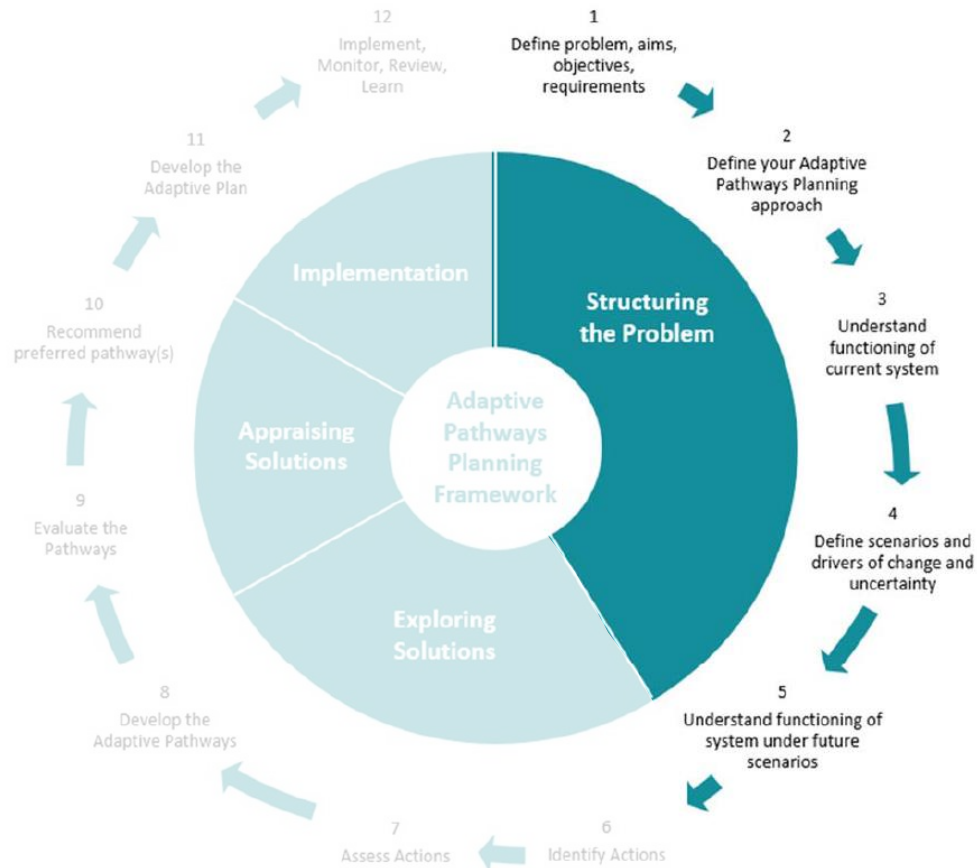 1
Define problem, aims,
objectives,
requirements
2
Define your Adaptive
Pathways Planning
approach
3
Understand
functioning of
current system
4
Define scenarios and
drivers of change and
uncertainty
5
Understand functioning of
system under future
scenarios
6
Identify Actions
7
Assess Actions
8
Develop the
Adaptive Pathways
9
Evaluate the
Pathways
10
Recommend
preferred pathway(s)
11
Develop the
Adaptive Plan
12
Implement,
Monitor, Review,
Learn
Structuring
the Problem
Exploring
Solutions
Appraising
Solutions
Implementation
Adaptive
Pathways
Planning
Framework